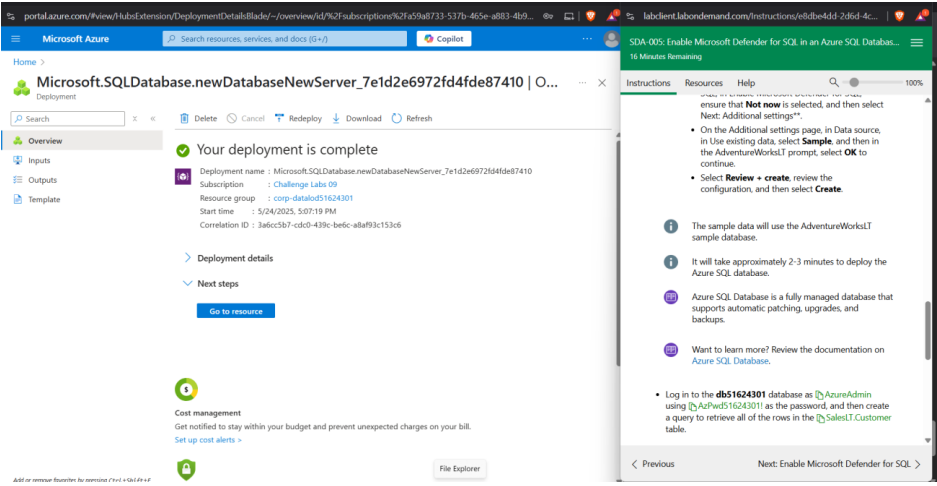 portal.azure.com/#view/HubsExtension/DeploymentDetailsBlade/~/overview/id/%2Fsubscriptions%2Fa59a8733-537b-465e-a883-4b9...
Microsoft Azure
Search resources, services, and docs (G+/)
Copilot
...
Home >
Microsoft.SQLDatabase.newDatabaseNewServer_7e1d2e6972fd4fde87410 | O...
Deployment
Search
Overview
Inputs
Outputs
Template
Delete
Cancel
Redeploy
Download
Refresh
Your deployment is complete
Deployment name : Microsoft.SQLDatabase.newDatabaseNewServer_7e1d2e6972fd4fde87410
Subscription : Challenge Labs 09
Resource group : corp-datalod51624301
Start time : 5/24/2025, 5:07:19 PM
Correlation ID : 3a6cc5b7-cdc0-439c-be6c-a8af93c153c6
Deployment details
Next steps
Go to resource
Cost management
Get notified to stay within your budget and prevent unexpected charges on your bill.
Set up cost alerts >
File Explorer
Add or remove favorites by pressing Ctrl+Shift+F
labclient.labondemand.com/Instructions/e8dbe4dd-2d6d-4c...
SDA-005: Enable Microsoft Defender for SQL in an Azure SQL Databas...
16 Minutes Remaining
Instructions Resources Help
100%
SQL, in Enable Microsoft Defender for SQL,
ensure that Not now is selected, and then select
Next: Additional settings**.
• On the Additional settings page, in Data source,
in Use existing data, select Sample, and then in
the AdventureWorksLT prompt, select OK to
continue.
• Select Review + create, review the
configuration, and then select Create.
The sample data will use the AdventureWorksLT
sample database.
It will take approximately 2-3 minutes to deploy the
Azure SQL database.
Azure SQL Database is a fully managed database that
supports automatic patching, upgrades, and
backups.
Want to learn more? Review the documentation on
Azure SQL Database.
• Log in to the db51624301 database as AzureAdmin
using AzPwd51624301! as the password, and then create
a query to retrieve all of the rows in the SalesLT.Customer
table.
< Previous
Next: Enable Microsoft Defender for SQL >